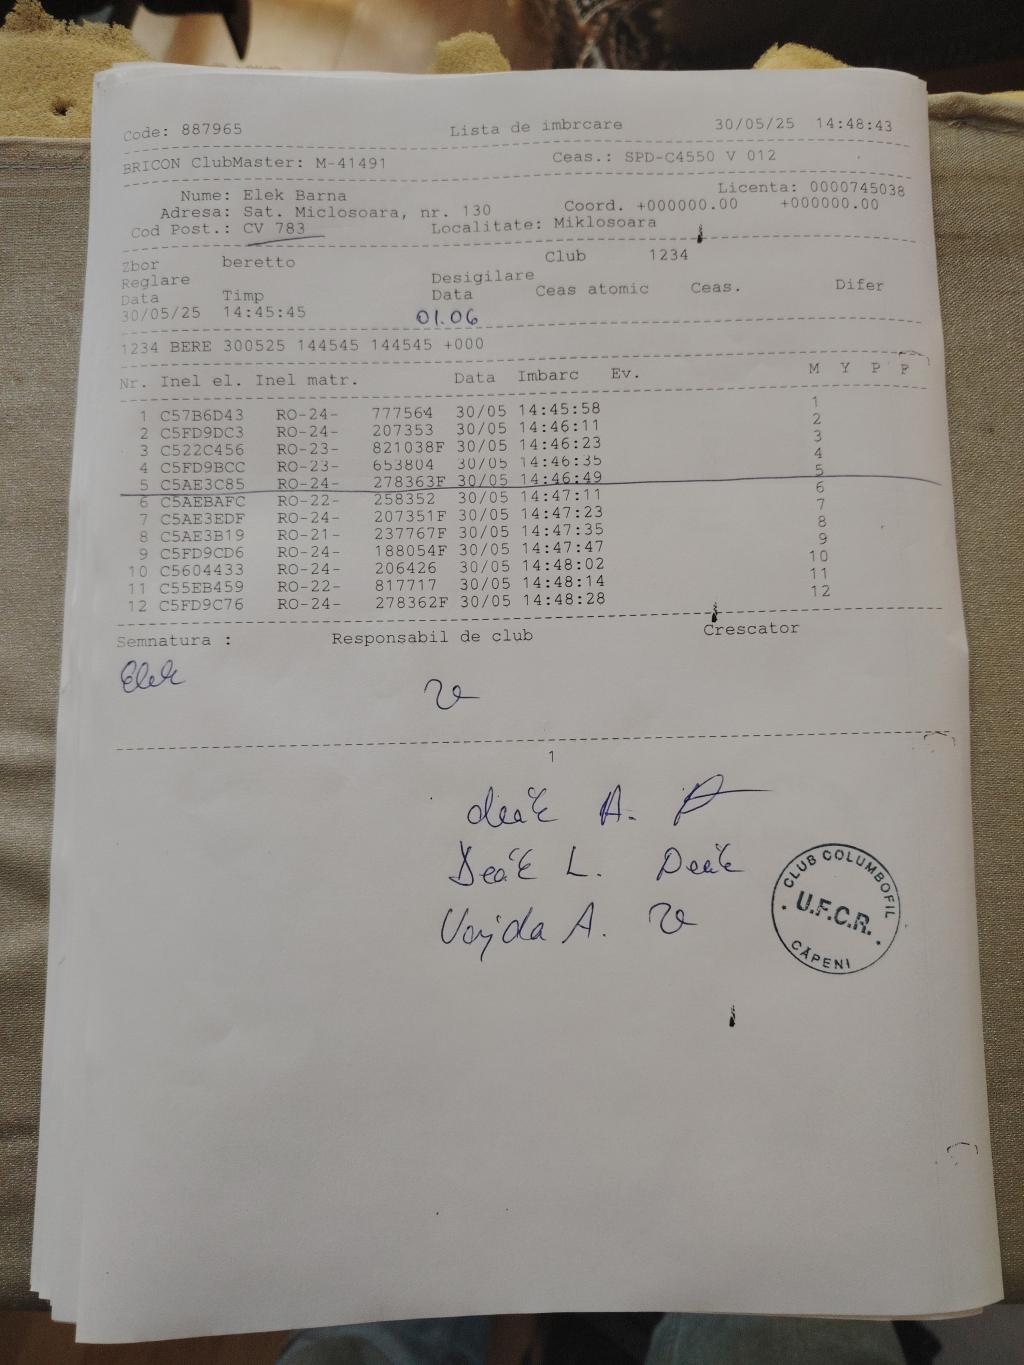 Code: 887965 Lista de imbrcare 30/05/25 14:48:43
BRICON ClubMaster: M-41491 Ceas.: SPD-C4550 V 012
Nume: Elek Barna Licenta: 0000745038
Adresa: Sat. Miclosoara, nr. 130 Coord. +000000.00 +000000.00
Cod Post.: CV 783 Localitate: Miklosoara
Zbor beretto Club 1234
Reglare Desigilare
Data Timp Data Ceas atomic Ceas. Difer
30/05/25 14:45:45 01.06
1234 BERE 300525 144545 144545 +000
Nr. Inel el. Inel matr. Data Imbarc Ev. M Y P P
1 C57B6D43 RO-24- 777564 30/05 14:45:58 1
2 C5FD9DC3 RO-24- 207353 30/05 14:46:11 2
3 C522C456 RO-23- 821038F 30/05 14:46:23 3
4 C5FD9BCC RO-23- 653804 30/05 14:46:35 4
5 C5AE3C85 RO-24- 278363F 30/05 14:46:49 5
6 C5AEBAFC RO-22- 258352 30/05 14:47:11 6
7 C5AE3EDF RO-24- 207351F 30/05 14:47:23 7
8 C5AE3B19 RO-21- 237767F 30/05 14:47:35 8
9 C5FD9CD6 RO-24- 188054F 30/05 14:47:47 9
10 C5604433 RO-24- 206426 30/05 14:48:02 10
11 C55EB459 RO-22- 817717 30/05 14:48:14 11
12 C5FD9C76 RO-24- 278362F 30/05 14:48:28 12
Semnatura : Responsabil de club Crescator
Elek
1
deák A.
Deák L. Deák
Vajda A.
CLUB COLUMBOFIL
U.F.C.R.
CĂPENI